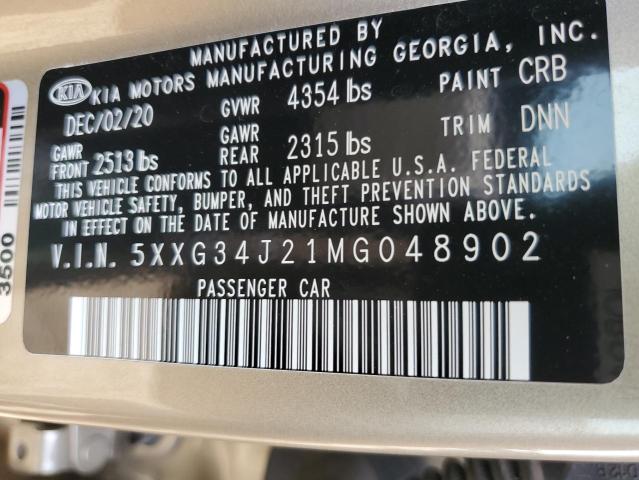 MANUFACTURED BY
KIA KIA MOTORS MANUFACTURING GEORGIA, INC.
DEC/02/20 GVWR 4354 lbs PAINT CRB
GAWR FRONT 2513 lbs GAWR REAR 2315 lbs TRIM DNN
THIS VEHICLE CONFORMS TO ALL APPLICABLE U.S.A. FEDERAL
MOTOR VEHICLE SAFETY, BUMPER, AND THEFT PREVENTION STANDARDS
IN EFFECT ON THE DATE OF MANUFACTURE SHOWN ABOVE.
V.I.N. 5XXG34J21MG048902
PASSENGER CAR
3500